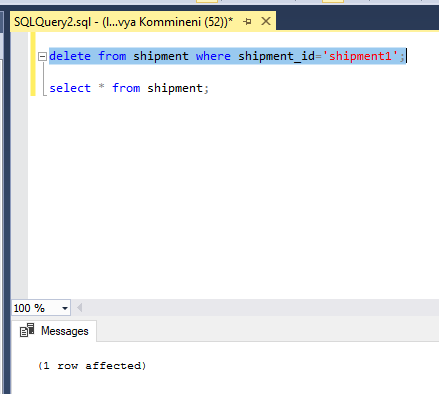 SQLQuery2.sql - (l...vya Kommineni (52))*
delete from shipment where shipment_id='shipment1';
select * from shipment;
100 %
Messages
(1 row affected)